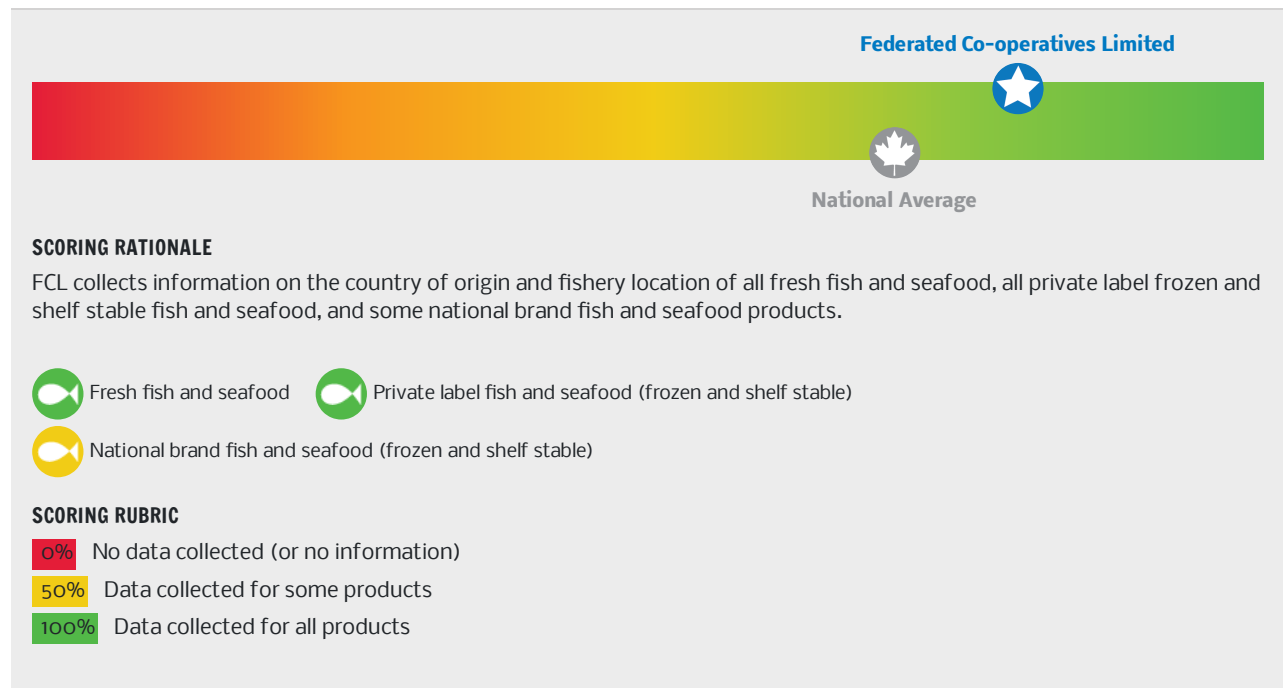 Federated Co-operatives Limited
National Average
SCORING RATIONALE
FCL collects information on the country of origin and fishery location of all fresh fish and seafood, all private label frozen and
shelf stable fish and seafood, and some national brand fish and seafood products.
Fresh fish and seafood Private label fish and seafood (frozen and shelf stable)
National brand fish and seafood (frozen and shelf stable)
SCORING RUBRIC
0% No data collected (or no information)
50% Data collected for some products
100% Data collected for all products